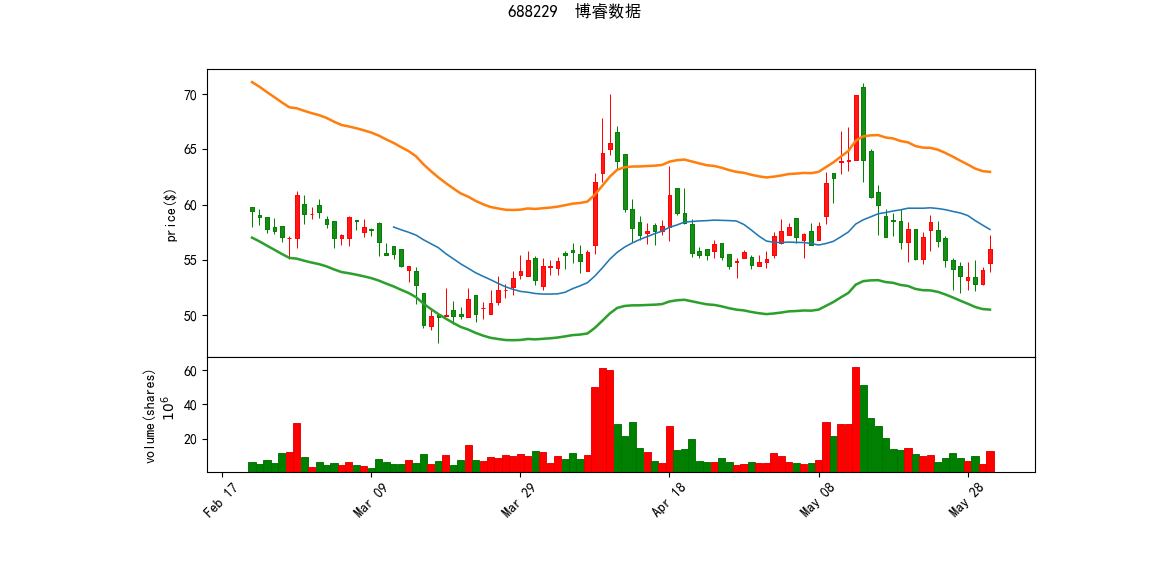 688229 博睿数据
price($)
70
65
60
55
50
volume(shares)
10^6
60
40
20
Feb 17
Mar 09
Mar 29
Apr 18
May 08
May 28